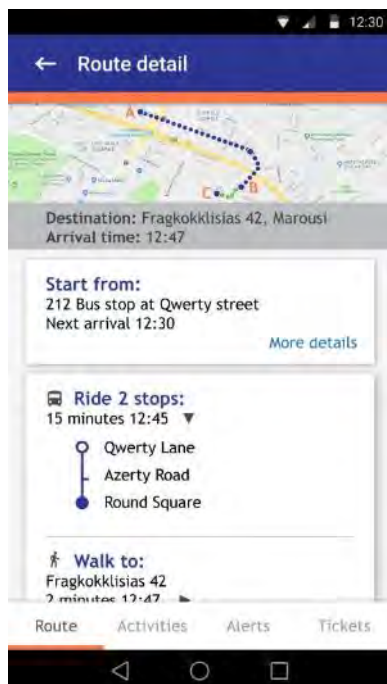 12:30
Route detail
A
B
C
Destination: Fragkokklisias 42, Marousi
Arrival time: 12:47
Start from:
212 Bus stop at Qwerty street
Next arrival 12:30
More details
Ride 2 stops:
15 minutes 12:45
Qwerty Lane
Azerty Road
Round Square
Walk to:
Fragkokklisias 42
2 minutes 12:47
Route Activities Alerts Tickets